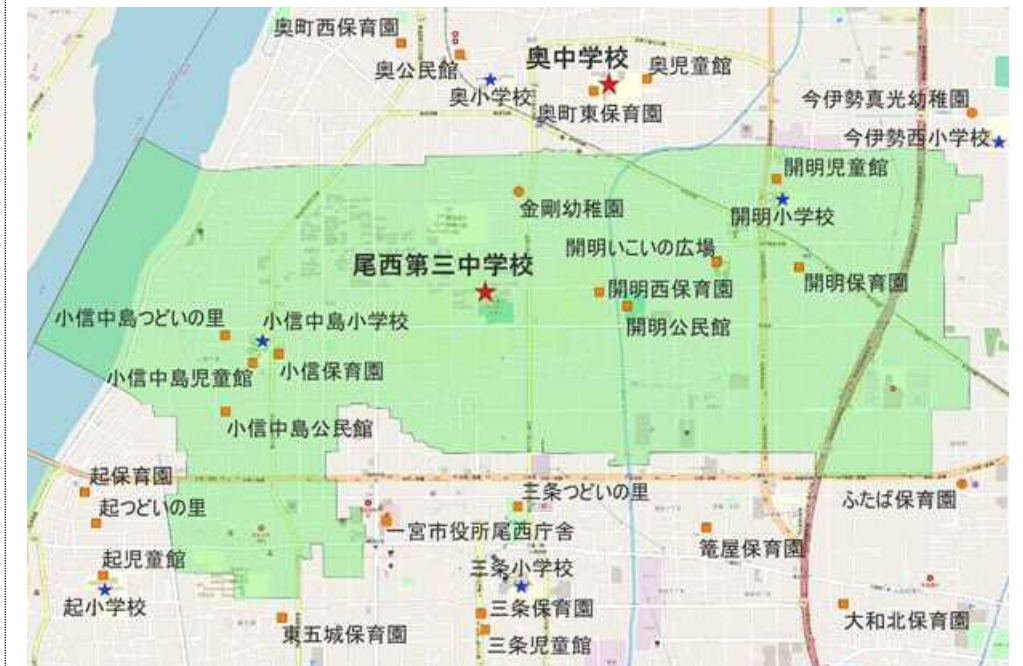 奥町西保育園
奥公民館
奥小学校
奥中学校
奥児童館
奥町東保育園
今伊勢真光幼稚園
今伊勢西小学校
開明児童館
開明小学校
金剛幼稚園
開明いこいの広場
尾西第三中学校
開明西保育園
開明保育園
開明公民館
小信中島つどいの里
小信中島小学校
小信中島児童館
小信保育園
小信中島公民館
起保育園
起つどいの里
三条つどいの里
ふたば保育園
一宮市役所尾西庁舎
篭屋保育園
起児童館
三条小学校
起小学校
三条保育園
大和北保育園
東五城保育園
三条児童館